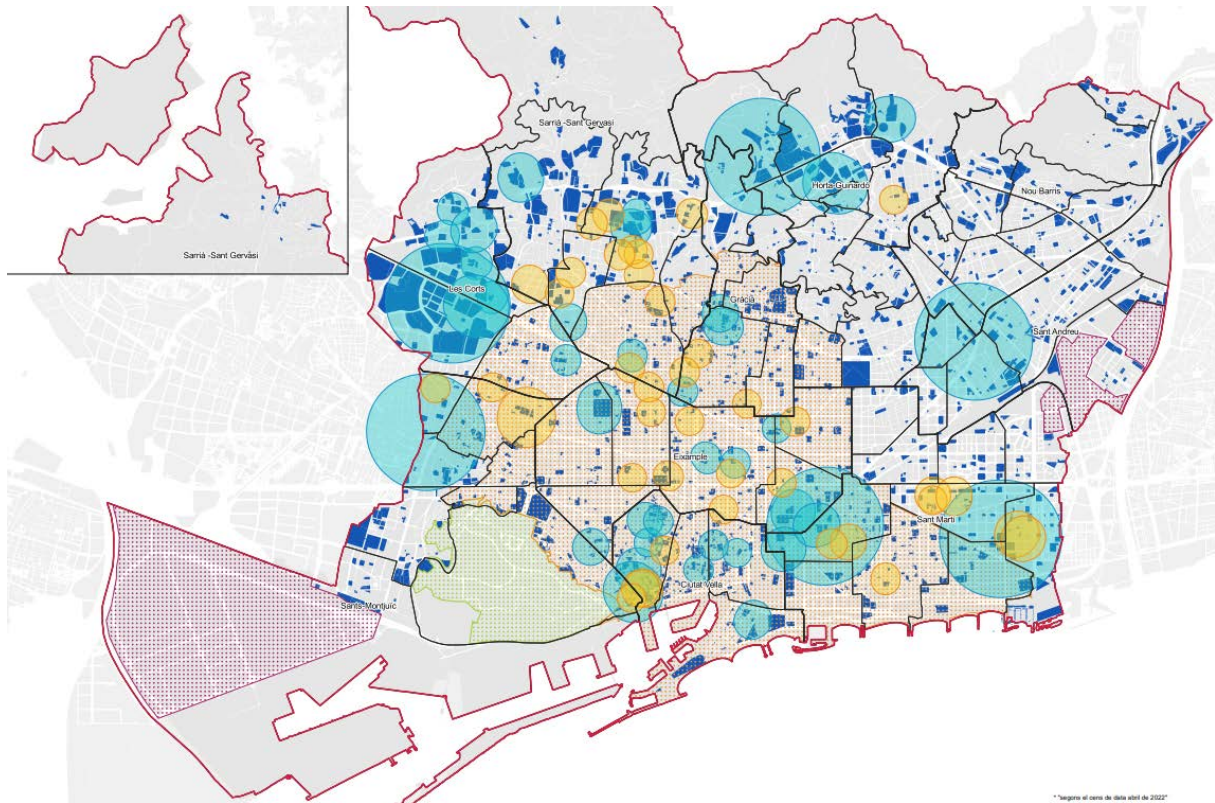 Sarrià -Sant Gervasi
Sarrià -Sant Gervasi
Horta-Guinardó
Nou Barris
Les Corts
Gràcia
Sant Andreu
Eixample
Sant Martí
Ciutat Vella
Sants-Montjuïc
* "segons el cens de data abril de 2022"